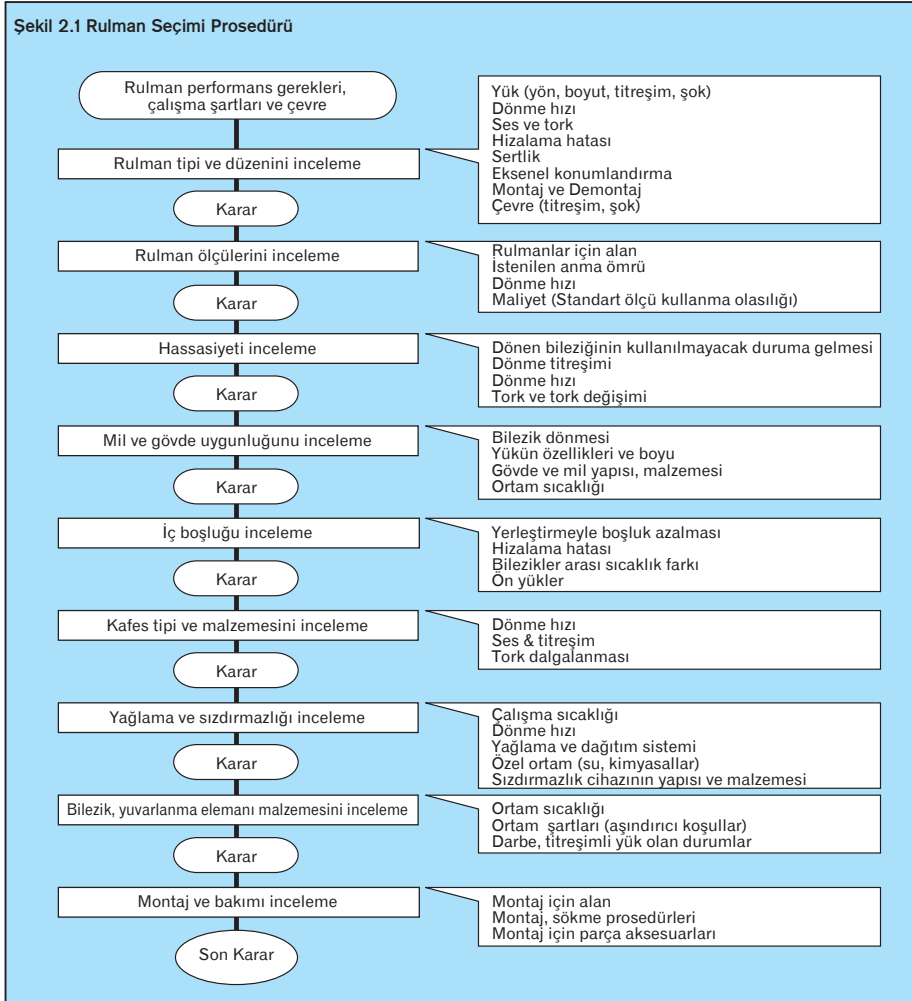 Şekil 2.1 Rulman Seçimi Prosedürü
Rulman performans gerekleri,
çalışma şartları ve çevre
Yük (yön, boyut, titreşim, şok)
Dönme hızı
Ses ve tork
Hizalama hatası
Sertlik
Eksenel konumlandırma
Montaj ve Demontaj
Çevre (titreşim, şok)
Rulman tipi ve düzenini inceleme
Karar
Rulman ölçülerini inceleme
Rulmanlar için alan
İstenilen anma ömrü
Dönme hızı
Maliyet (Standart ölçü kullanma olasılığı)
Karar
Hassasiyeti inceleme
Dönen bileziğinin kullanılmayacak duruma gelmesi
Dönme titreşimi
Dönme hızı
Tork ve tork değişimi
Karar
Mil ve gövde uygunluğunu inceleme
Bilezik dönmesi
Yükün özellikleri ve boyu
Gövde ve mil yapısı, malzemesi
Ortam sıcaklığı
Karar
İç boşluğu inceleme
Yerleştirmeyle boşluk azalması
Hizalama hatası
Bilezikler arası sıcaklık farkı
Ön yükler
Karar
Kafes tipi ve malzemesini inceleme
Dönme hızı
Ses & titreşim
Tork dalgalanması
Karar
Yağlama ve sızdırmazlığı inceleme
Çalışma sıcaklığı
Dönme hızı
Yağlama ve dağıtım sistemi
Özel ortam (su, kimyasallar)
Sızdırmazlık cihazının yapısı ve malzemesi
Karar
Bilezik, yuvarlanma elemanı malzemesini inceleme
Ortam sıcaklığı
Ortam şartları (aşındırıcı koşullar)
Darbe, titreşimli yük olan durumlar
Karar
Montaj ve bakımı inceleme
Montaj için alan
Montaj, sökme prosedürleri
Montaj için parça aksesuarları
Son Karar